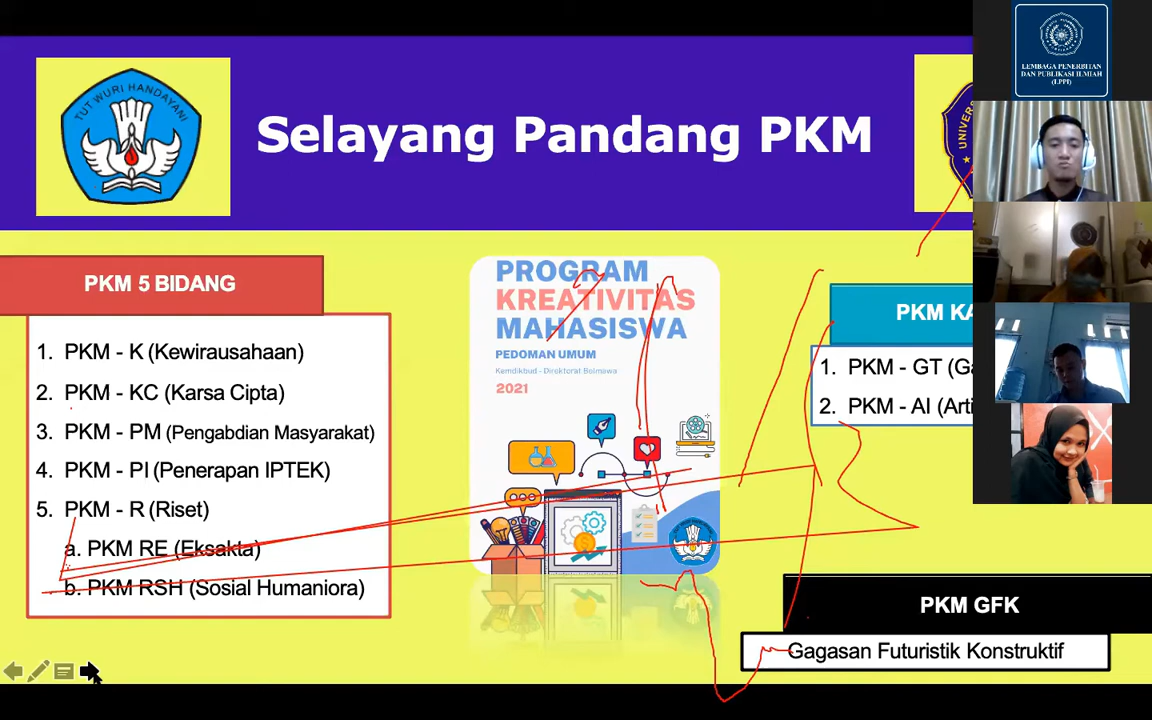 TUT WURI HANDAYANI
Selayang Pandang PKM
LEMBAGA PENERBITAN
DAN PUBLIKASI ILMIAH
(LPPI)
PKM 5 BIDANG
1. PKM - K (Kewirausahaan)
2. PKM - KC (Karsa Cipta)
3. PKM - PM (Pengabdian Masyarakat)
4. PKM - PI (Penerapan IPTEK)
5. PKM - R (Riset)
a. PKM RE (Eksakta)
b. PKM RSH (Sosial Humaniora)
PROGRAM
KREATIVITAS
MAHASISWA
PEDOMAN UMUM
Kemdikbud - Direktorat Belmawa
2021
PKM KA
1. PKM - GT (Ga
2. PKM - AI (Arti
PKM GFK
Gagasan Futuristik Konstruktif